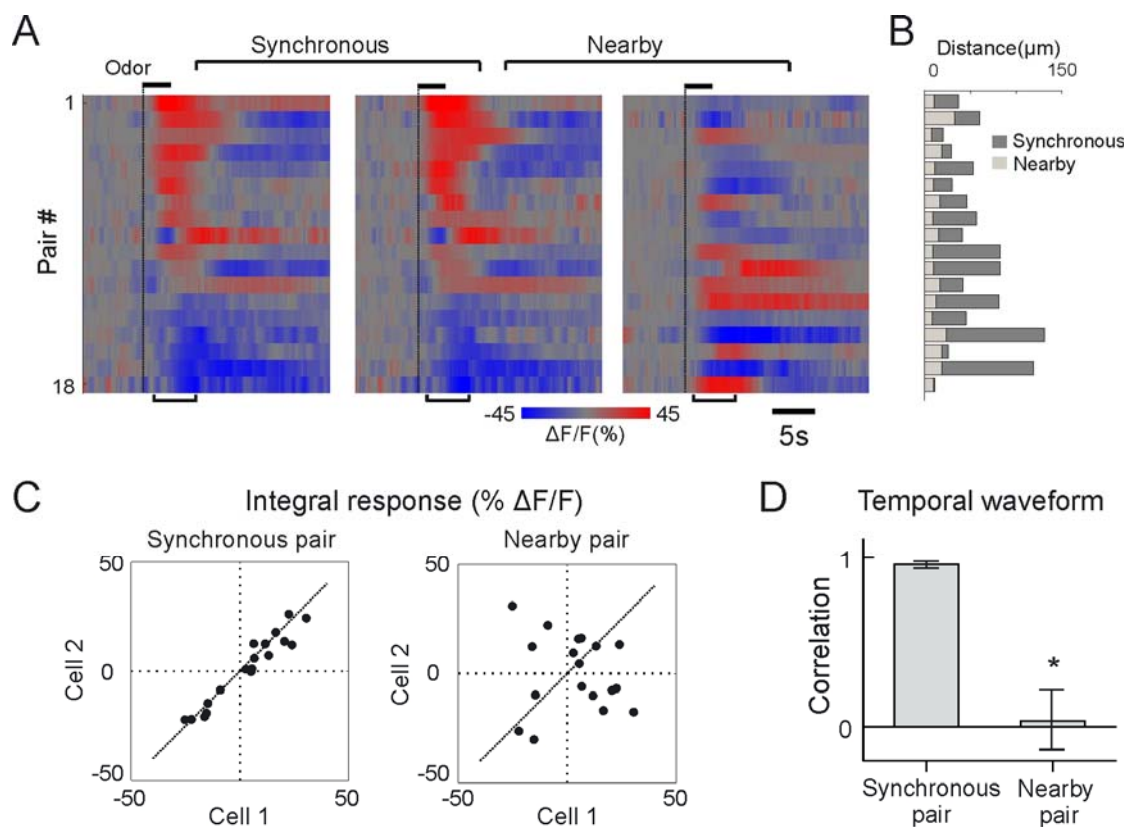 A
B
Synchronous
Nearby
Distance(µm)
Odor
0
150
1
Synchronous
Nearby
Pair #
18
-45
45
ΔF/F(%)
5s
C
Integral response (% ΔF/F)
D
Temporal waveform
Synchronous pair
Nearby pair
50
50
1
Cell 2
0
Cell 2
0
Correlation
*
0
-50
-50
-50
50
-50
50
Synchronous
pair
Nearby
pair
Cell 1
Cell 1